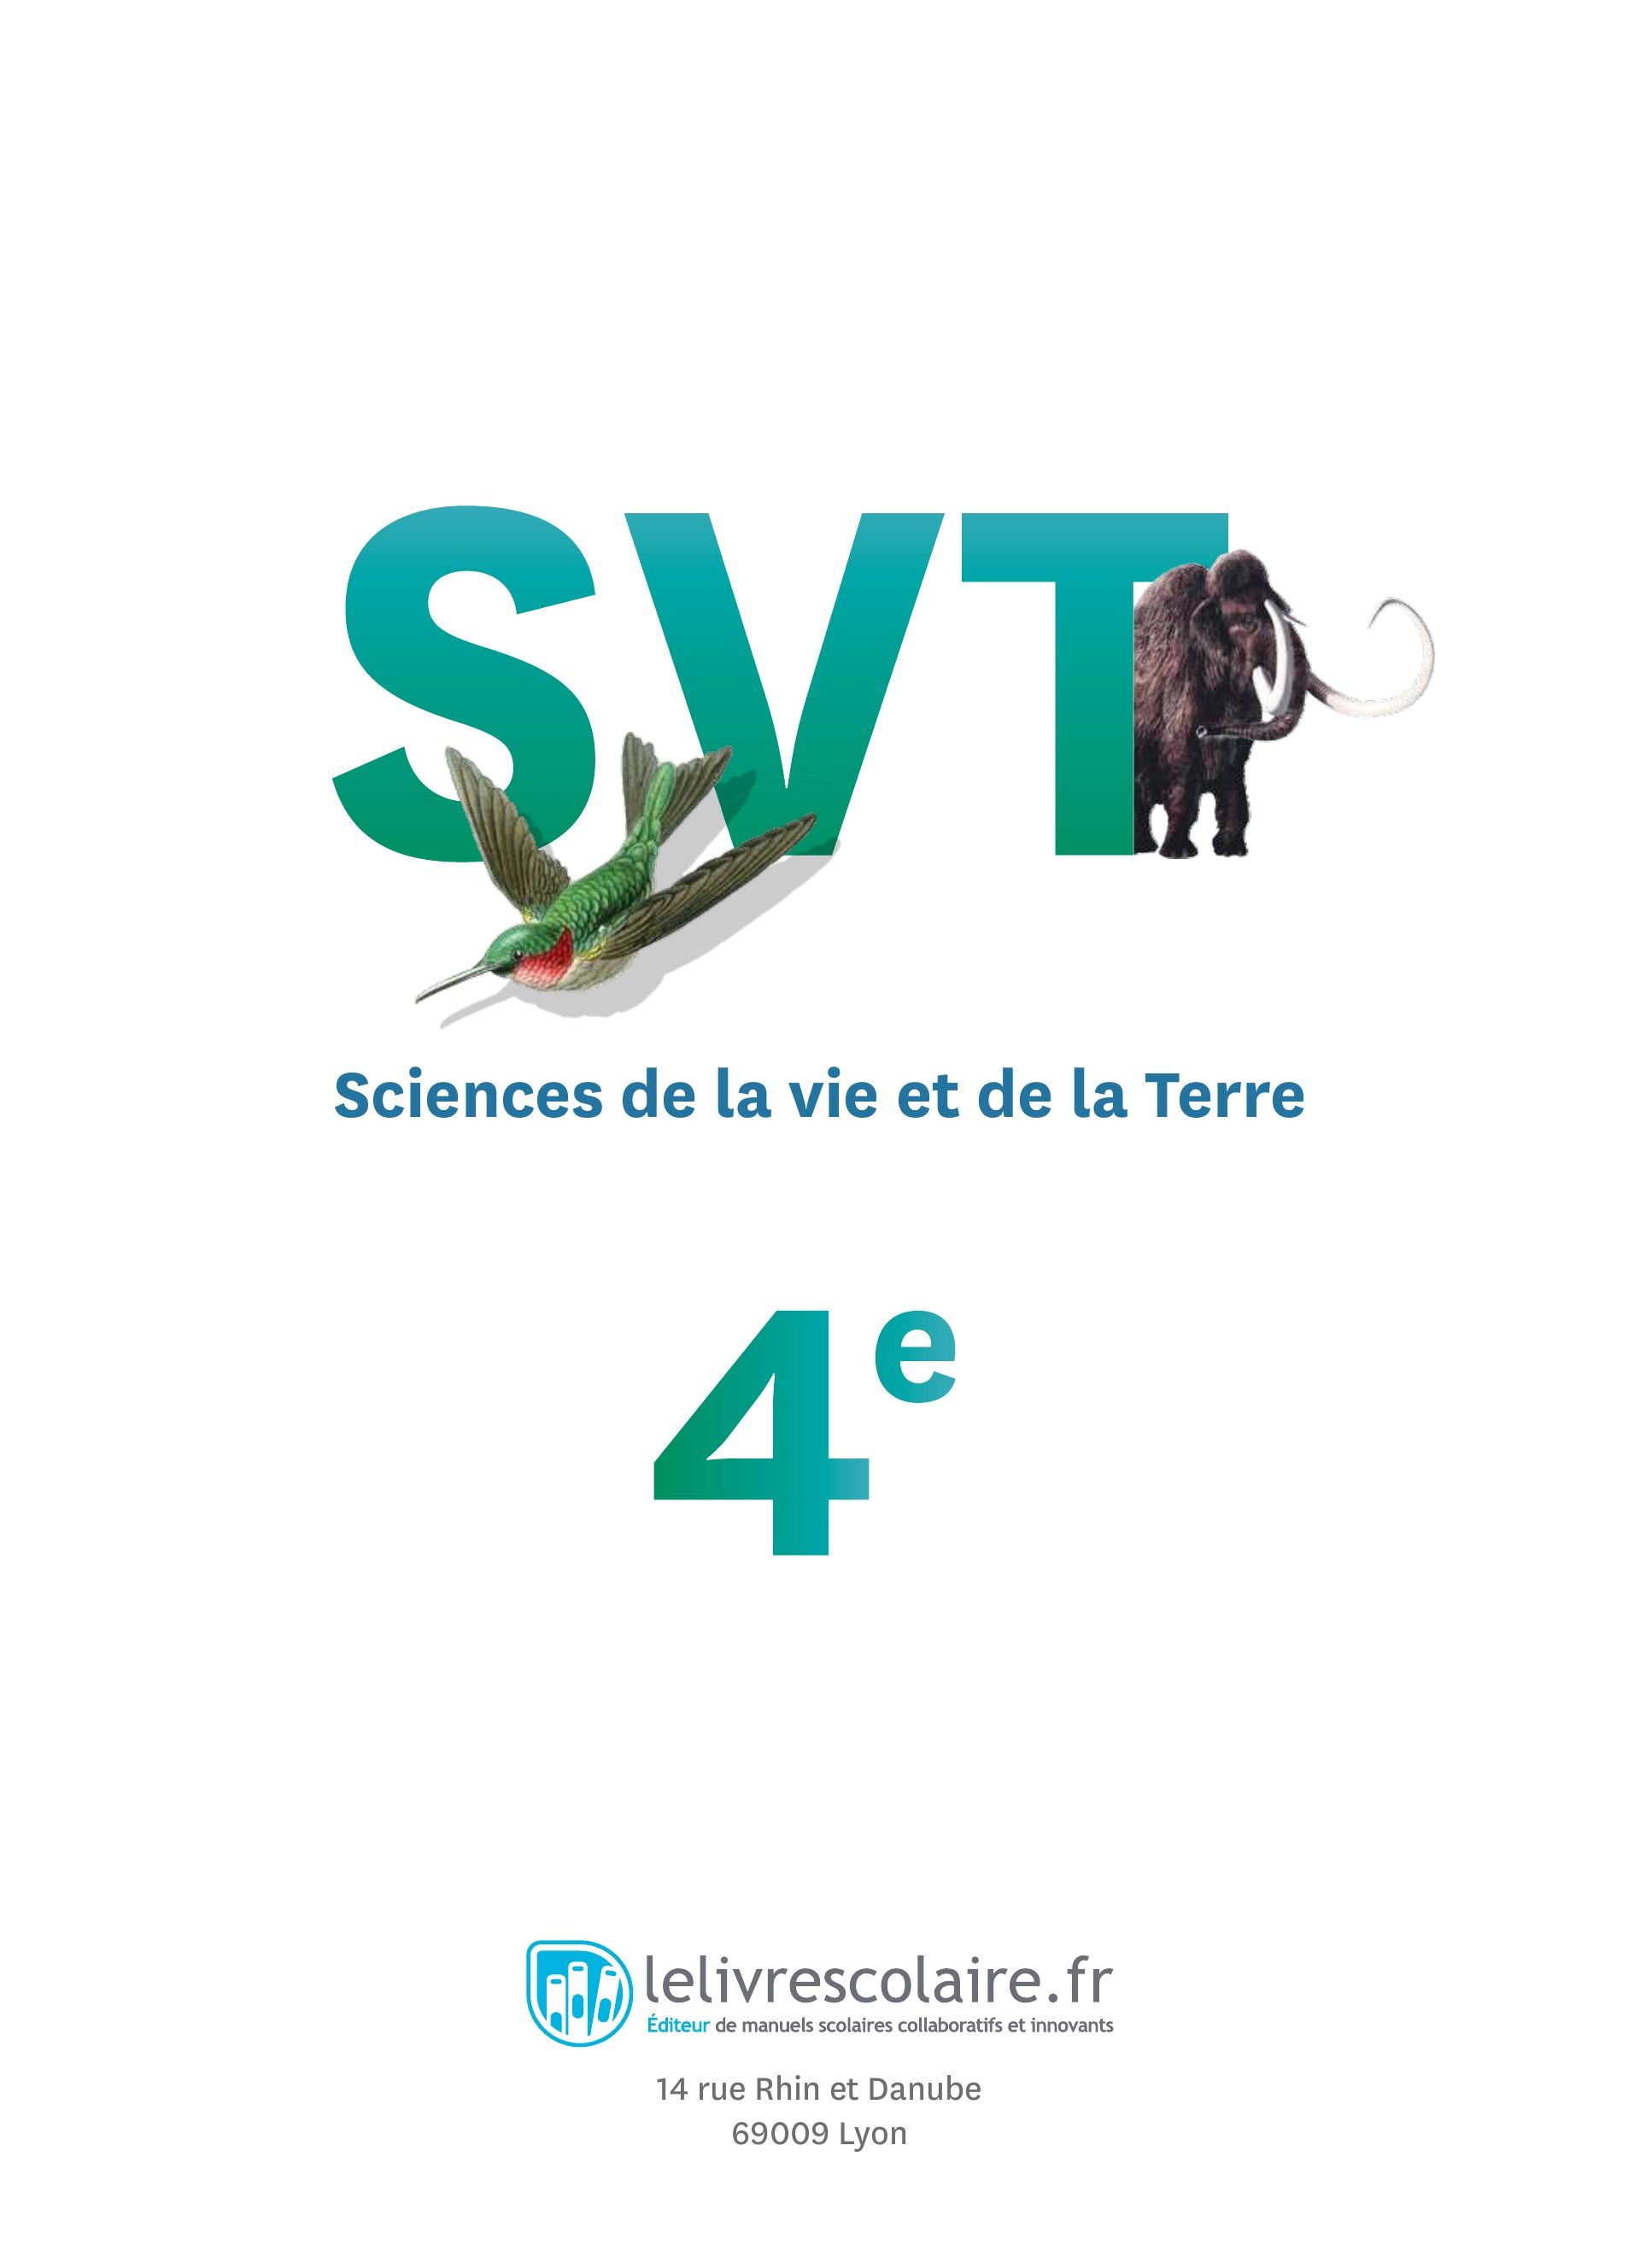 SVT
Sciences de la vie et de la Terre
4e
lelivrescolaire.fr
Éditeur de manuels scolaires collaboratifs et innovants
14 rue Rhin et Danube
69009 Lyon